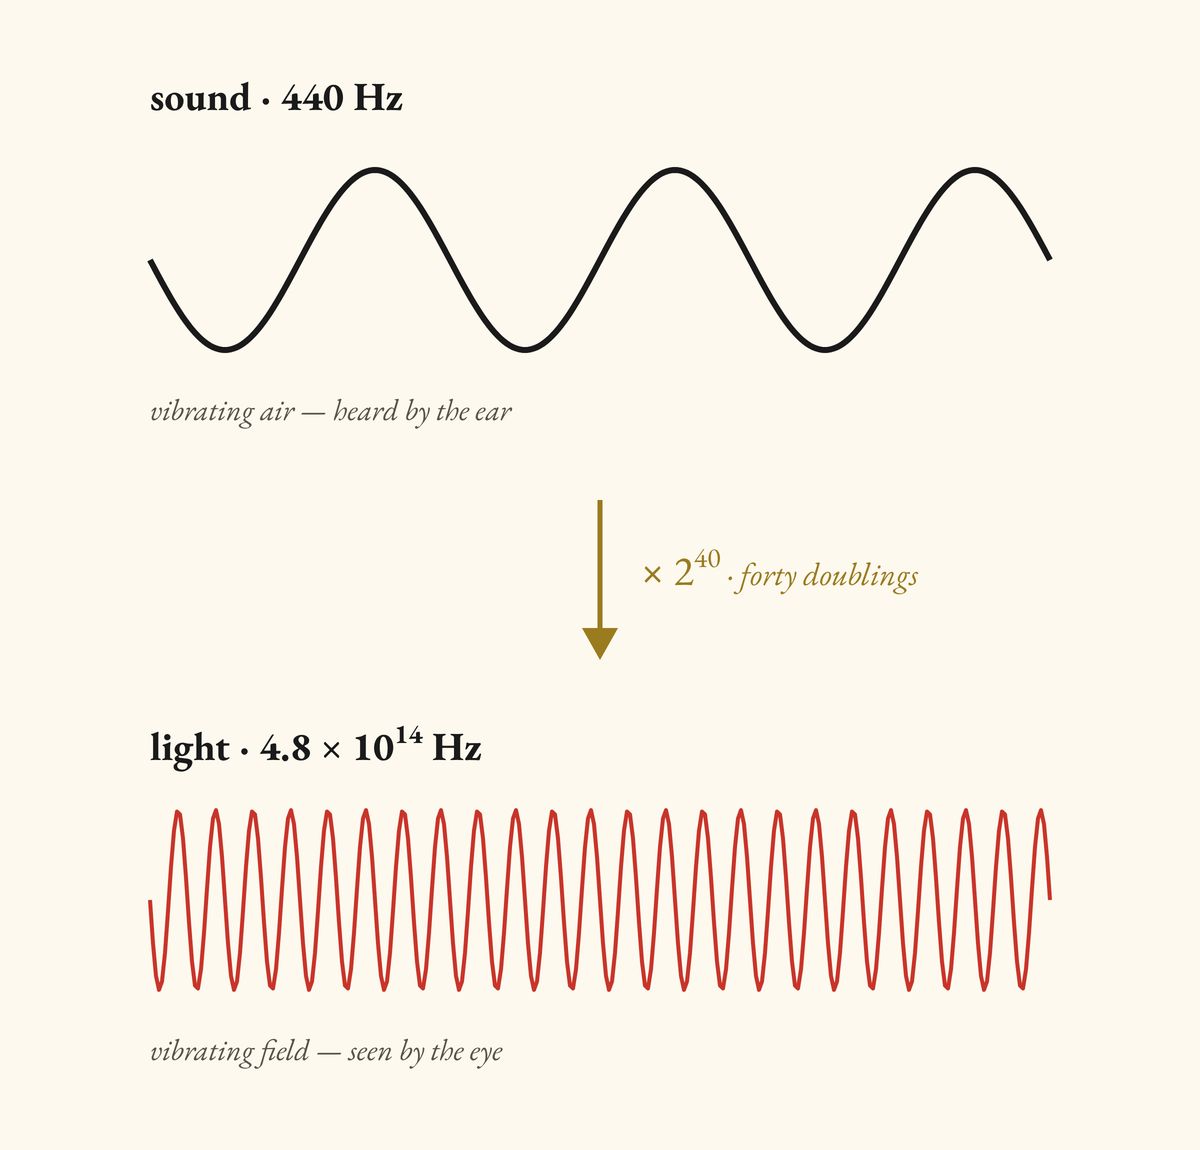 sound · 440 Hz
vibrating air — heard by the ear
× 2⁴⁰ · forty doublings
light · 4.8 × 10¹⁴ Hz
vibrating field — seen by the eye